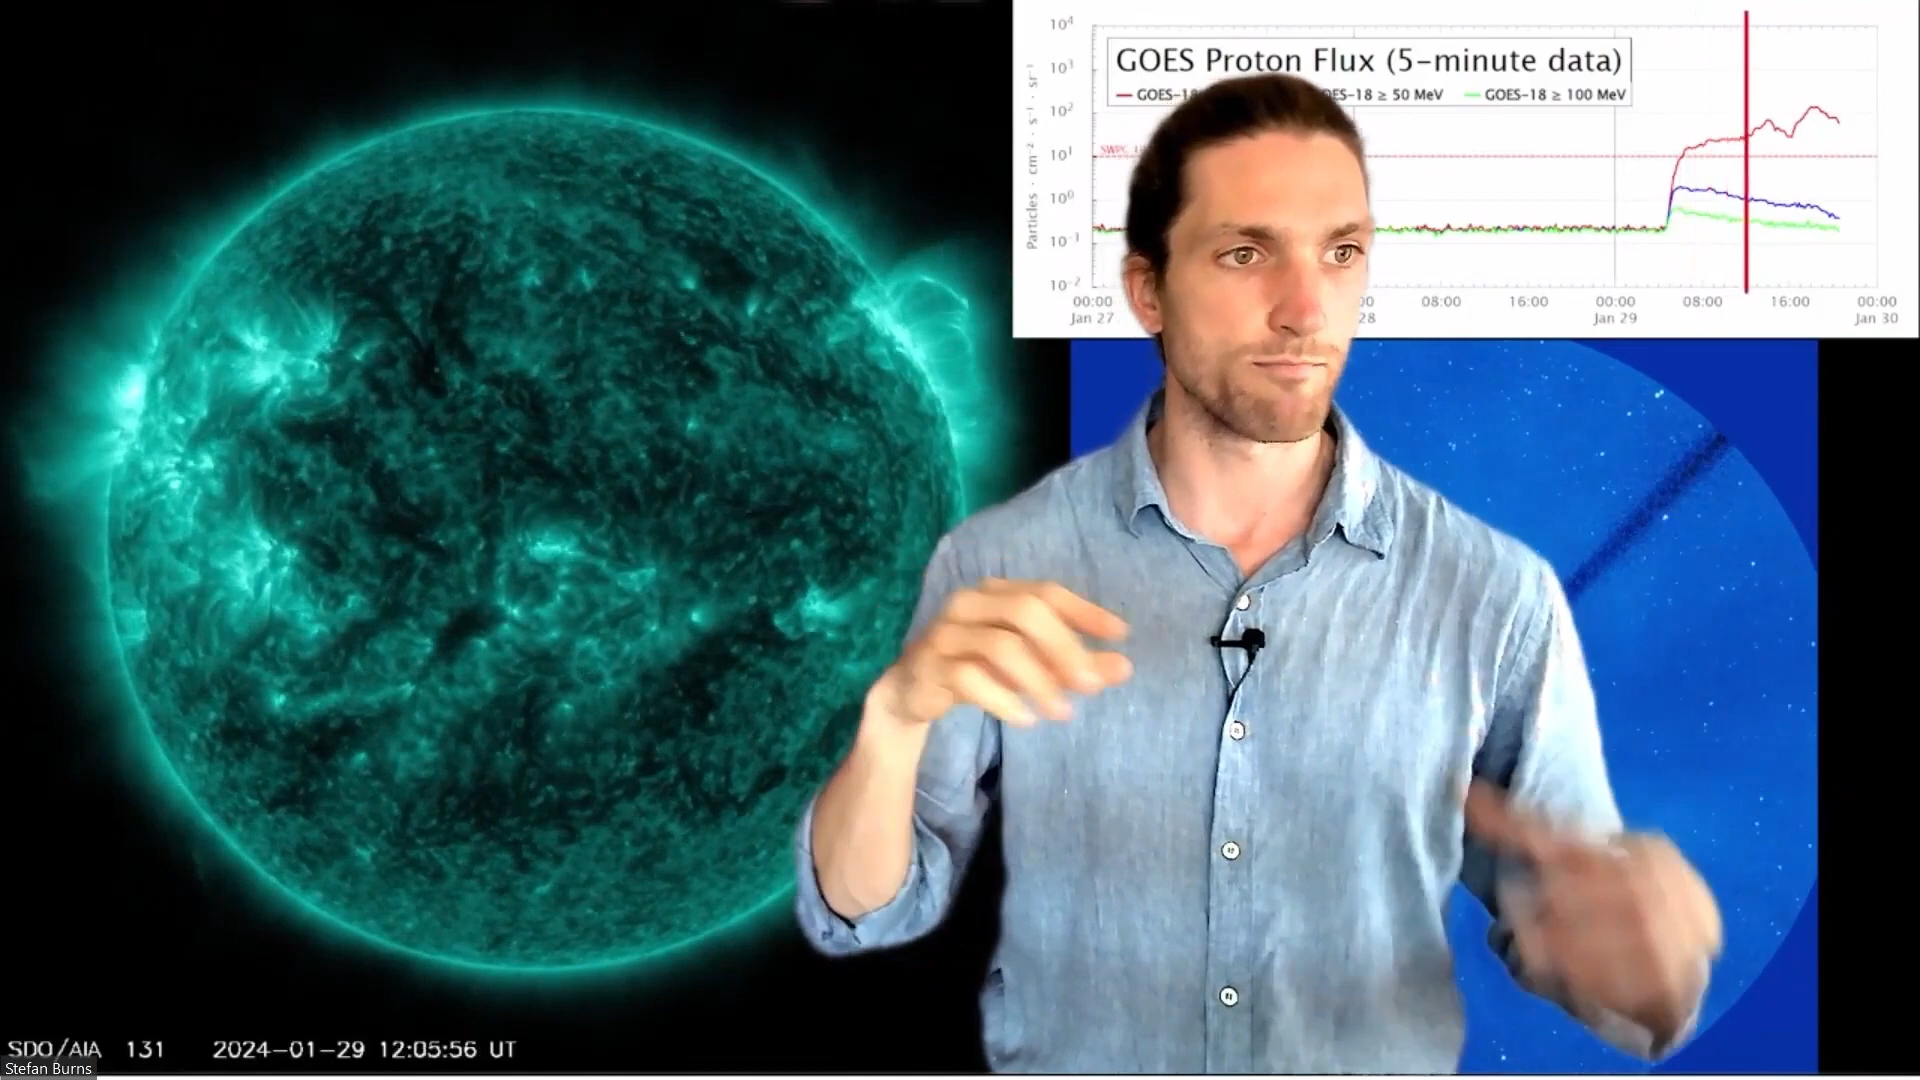 10⁴
10³
10²
10¹
10⁰
10⁻¹
10⁻²
Particles · cm⁻² · s⁻¹ · sr⁻¹
GOES Proton Flux (5-minute data)
GOES-18 ≥ 50 MeV GOES-18 ≥ 100 MeV
SWPC
00:00 08:00 16:00 00:00 08:00 16:00 00:00
Jan 27 28 Jan 29 Jan 30
SDO/AIA 131 2024-01-29 12:05:56 UT
Stefan Burns